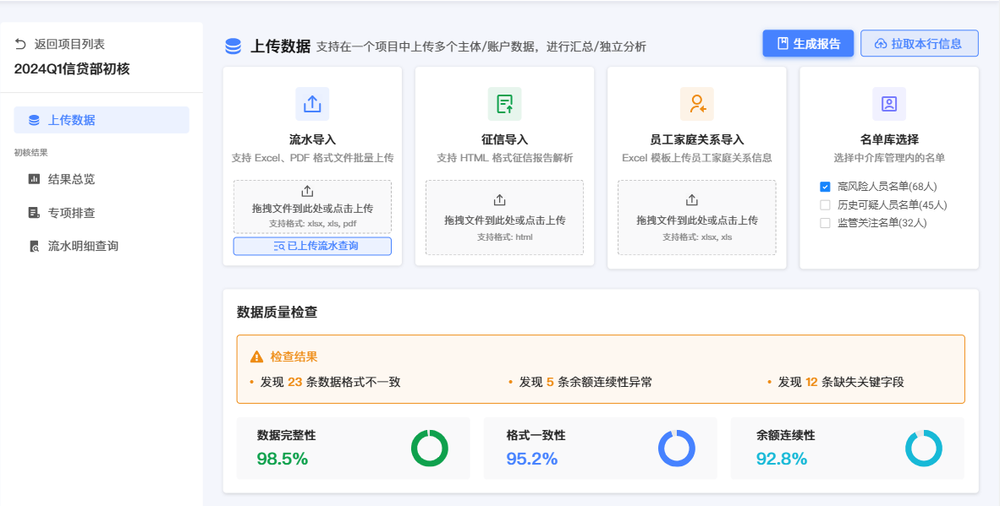 返回项目列表
2024Q1信贷部初核
上传数据
初核结果
结果总览
专项排查
流水明细查询
上传数据 支持在一个项目中上传多个主体/账户数据，进行汇总/独立分析
生成报告
拉取本行信息
流水导入
支持 Excel、PDF 格式文件批量上传
拖拽文件到此处或点击上传
支持格式: xlsx, xls, pdf
已上传流水查询
征信导入
支持 HTML 格式征信报告解析
拖拽文件到此处或点击上传
支持格式: html
员工家庭关系导入
Excel 模板上传员工家庭关系信息
拖拽文件到此处或点击上传
支持格式: xlsx, xls
名单库选择
选择中介库管理内的名单
高风险人员名单(68人)
历史可疑人员名单(45人)
监管关注名单(32人)
数据质量检查
检查结果
• 发现 23 条数据格式不一致
• 发现 5 条余额连续性异常
• 发现 12 条缺失关键字段
数据完整性
98.5%
格式一致性
95.2%
余额连续性
92.8%